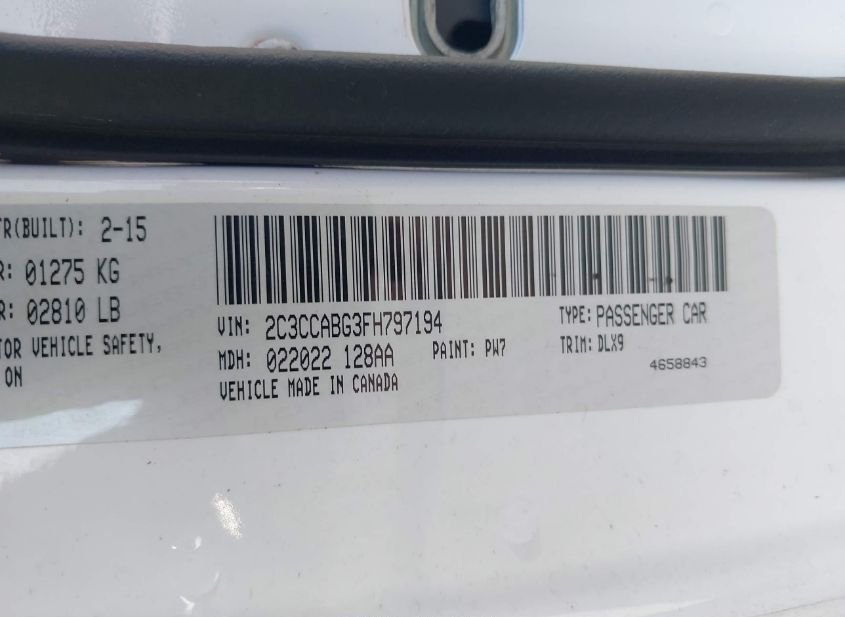 TR(BUILT): 2-15
R: 01275 KG
R: 02810 LB
TOR VEHICLE SAFETY,
ON
VIN: 2C3CCABG3FH797194
TYPE: PASSENGER CAR
MDH: 022022 128AA
PAINT: PW7
TRIM: DLX9
VEHICLE MADE IN CANADA
4658843